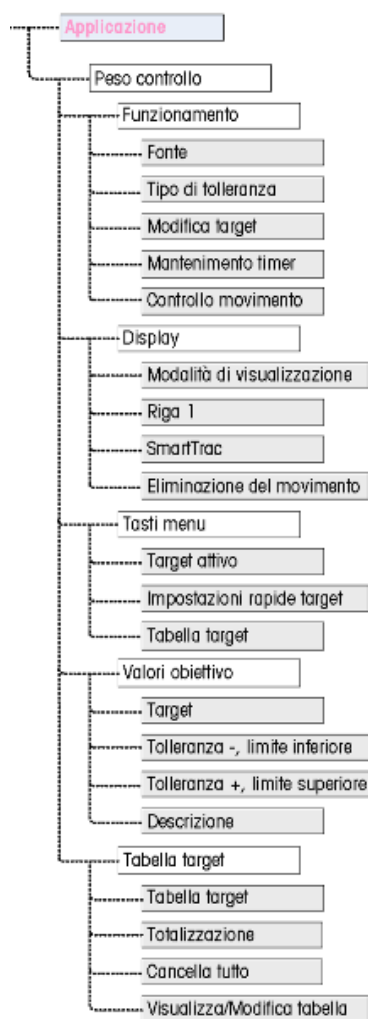 Applicazione
Peso controllo
Funzionamento
Fonte
Tipo di tolleranza
Modifica target
Mantenimento timer
Controllo movimento
Display
Modalità di visualizzazione
Riga 1
SmartTrac
Eliminazione del movimento
Tasti menu
Target attivo
Impostazioni rapide target
Tabella target
Valori obiettivo
Target
Tolleranza -, limite inferiore
Tolleranza +, limite superiore
Descrizione
Tabella target
Tabella target
Totalizzazione
Cancella tutto
Visualizza/Modifica tabella